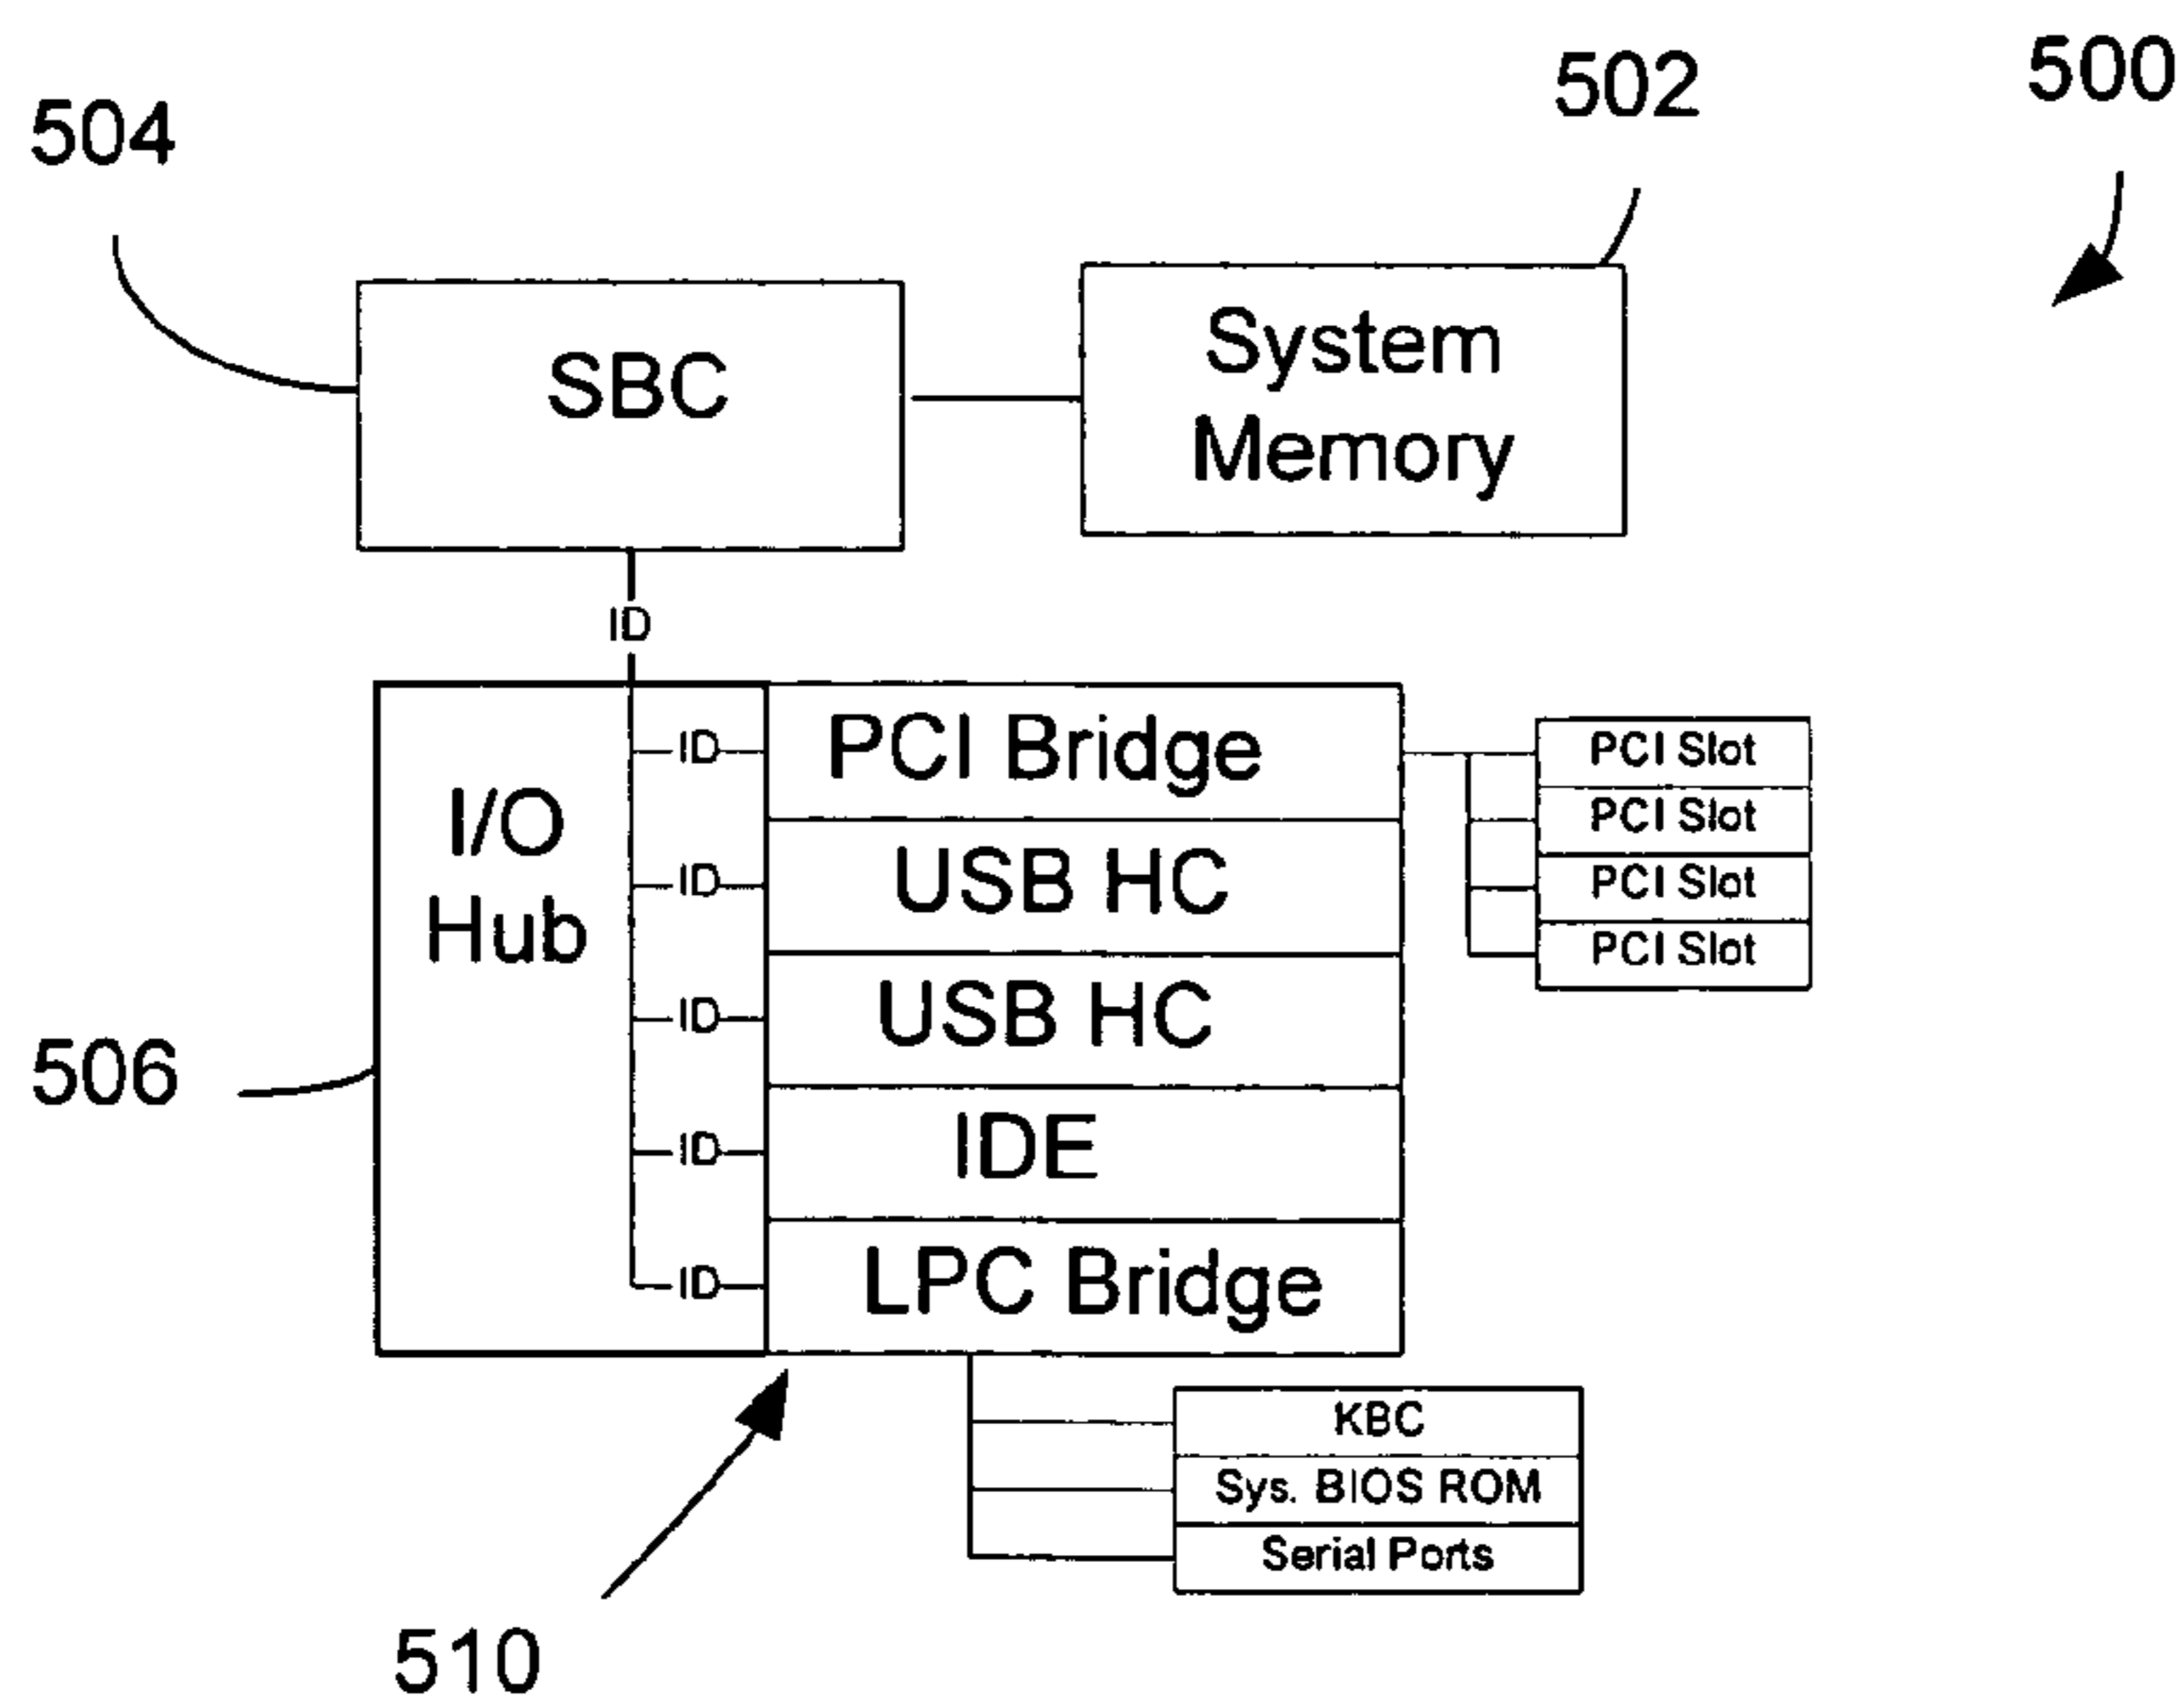 500
502
504
SBC
System
Memory
ID
I/O
Hub
ID
ID
ID
ID
ID
PCI Bridge
USB HC
USB HC
IDE
LPC Bridge
PCI Slot
PCI Slot
PCI Slot
PCI Slot
506
KBC
Sys. BIOS ROM
Serial Ports
510